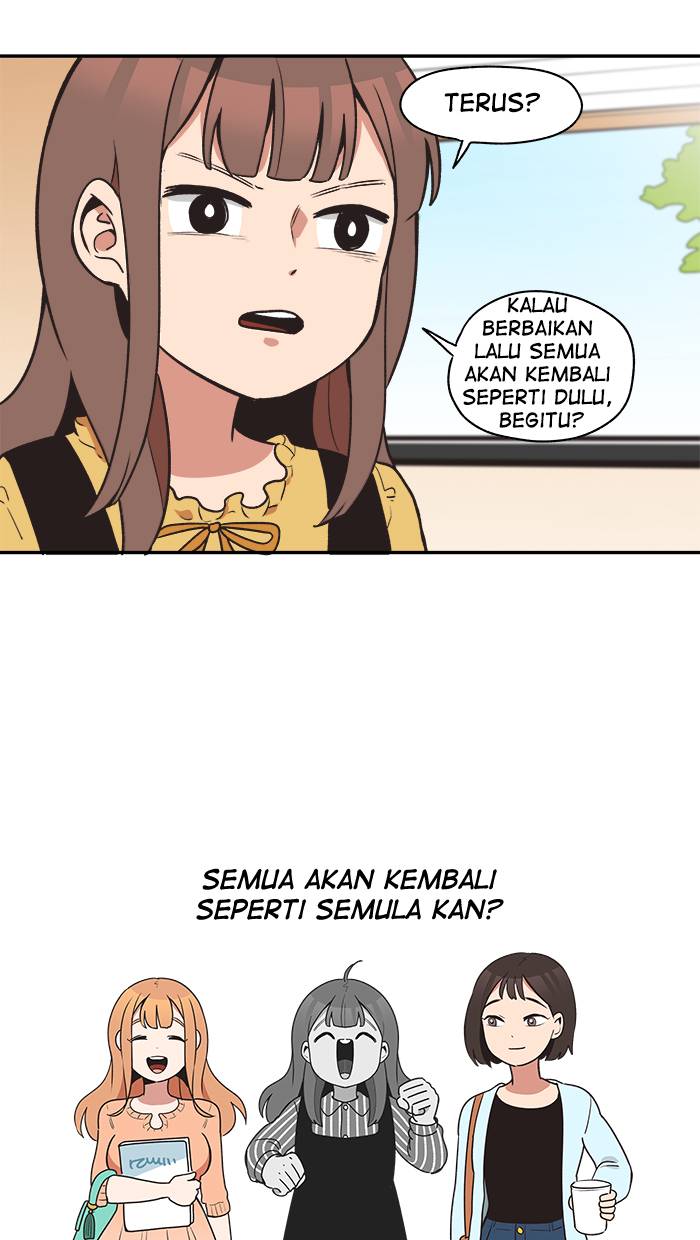 TERUS?
KALAU
BERBAIKAN
LALU SEMUA
AKAN KEMBALI
SEPERTI DULU,
BEGITU?
SEMUA AKAN KEMBALI
SEPERTI SEMULA KAN?